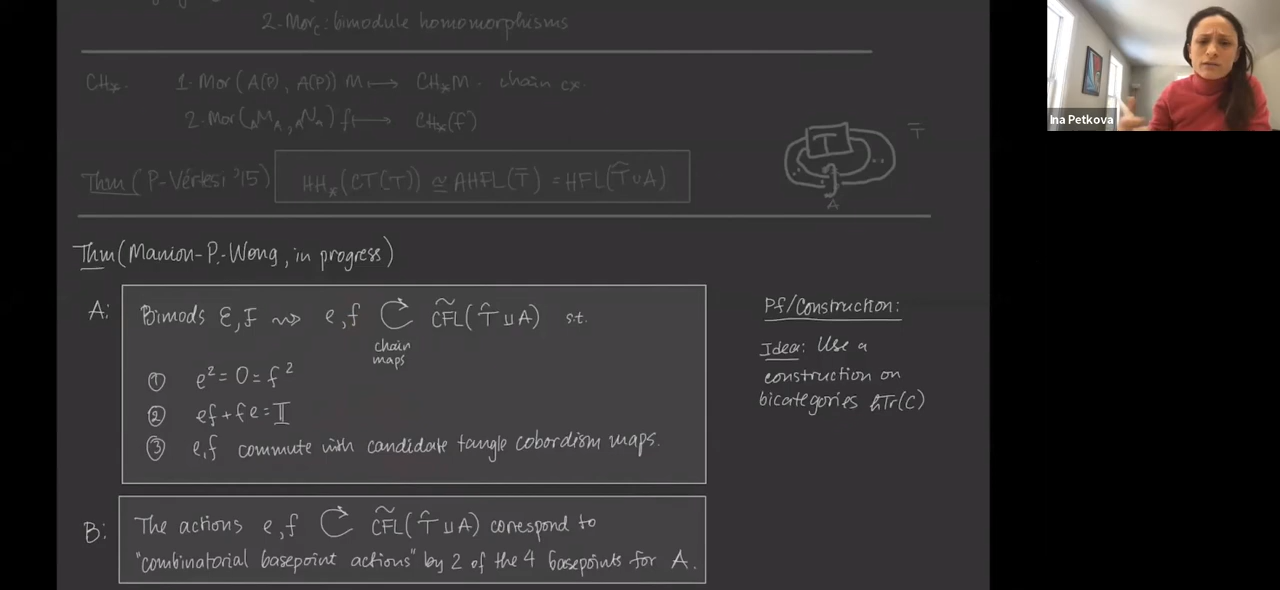 2-Mor_C: bimodule homomorphisms
CH_*. 1-Mor(A(P), A(P)) M ⟼ CH_*M - chain cx.
2-Mor(_AM_A, _AN_A) f ⟼ CH_*(f)
Thm (P-Vértesi '15) HH_*(CT(T)) ≅ AHFL(T̄) = HFL(T̂ ∪ A)
T
T̄
A
Thm (Manion-P.-Wong, in progress)
A: Bimods ℰ, ℱ ⇝ e,f ↻ C̃FL(T̂ ⊔ A) s.t.
chain
maps
① e² = 0 = f²
② ef + fe = 𝕀
③ e,f commute with candidate tangle cobordism maps.
B: The actions e,f ↻ C̃FL(T̂ ⊔ A) correspond to
"combinatorial basepoint actions" by 2 of the 4 basepoints for A.
Pf/Construction:
Idea: Use a
construction on
bicategories hTr(C)
Ina Petkova